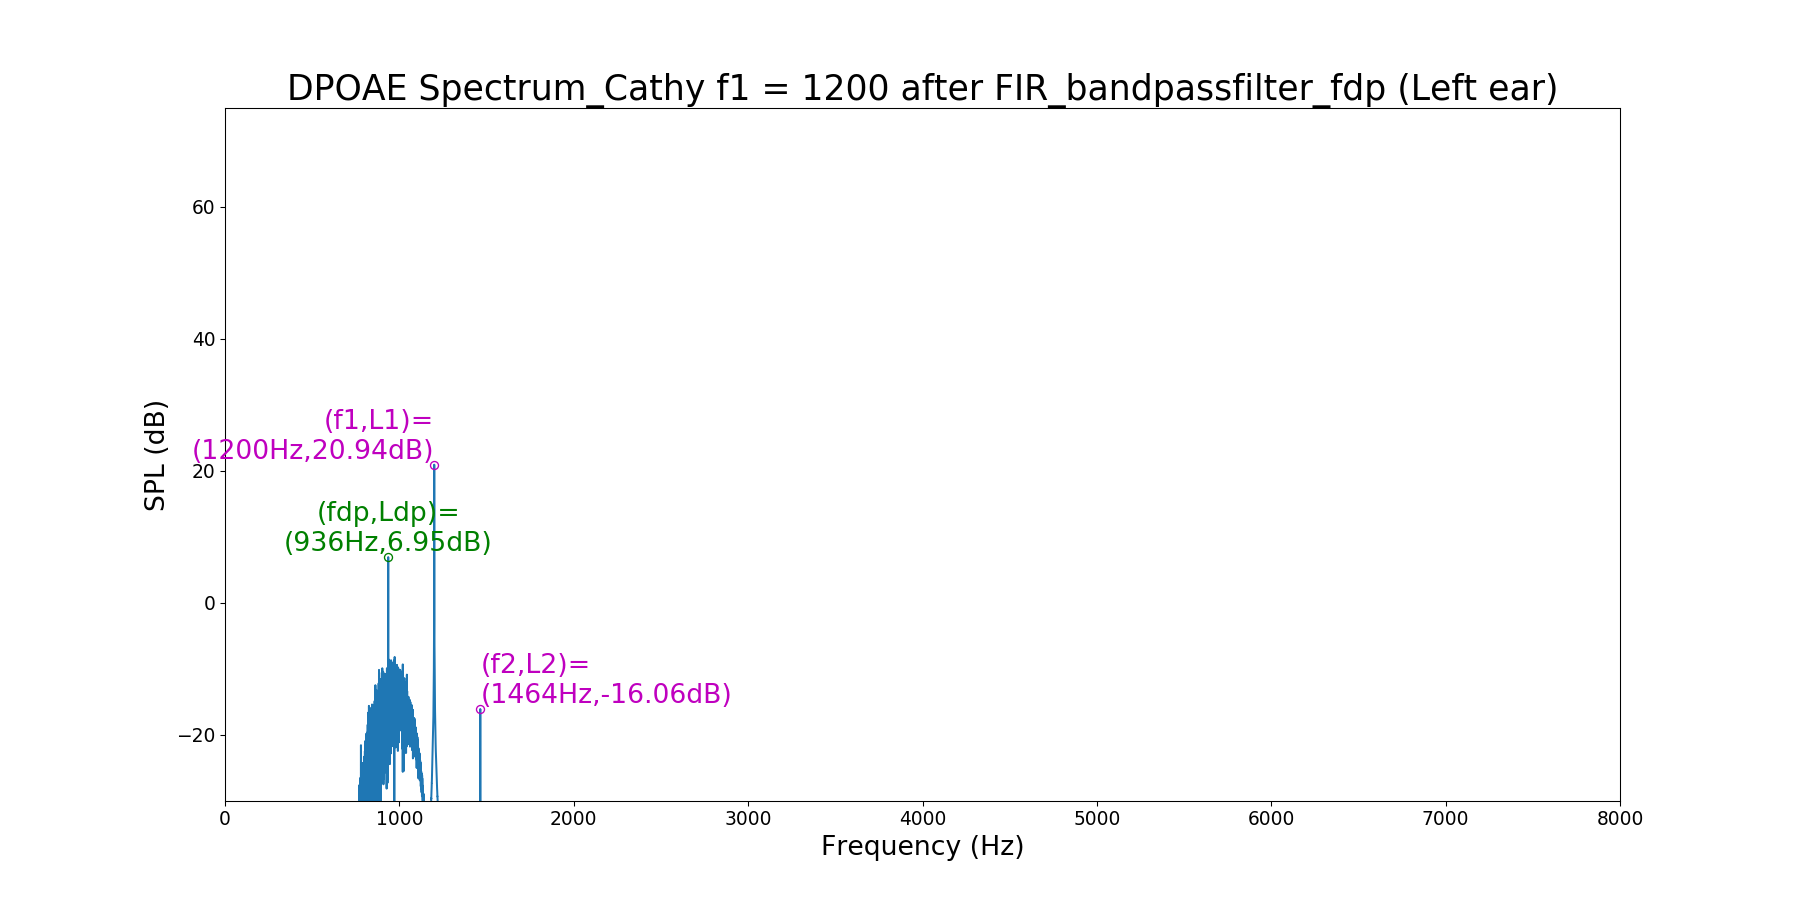 DPOAE Spectrum_Cathy f1 = 1200 after FIR_bandpassfilter_fdp (Left ear)
60
40
20
0
−20
SPL (dB)
(f1,L1)=
(1200Hz,20.94dB)
(fdp,Ldp)=
(936Hz,6.95dB)
(f2,L2)=
(1464Hz,-16.06dB)
0 1000 2000 3000 4000 5000 6000 7000 8000
Frequency (Hz)